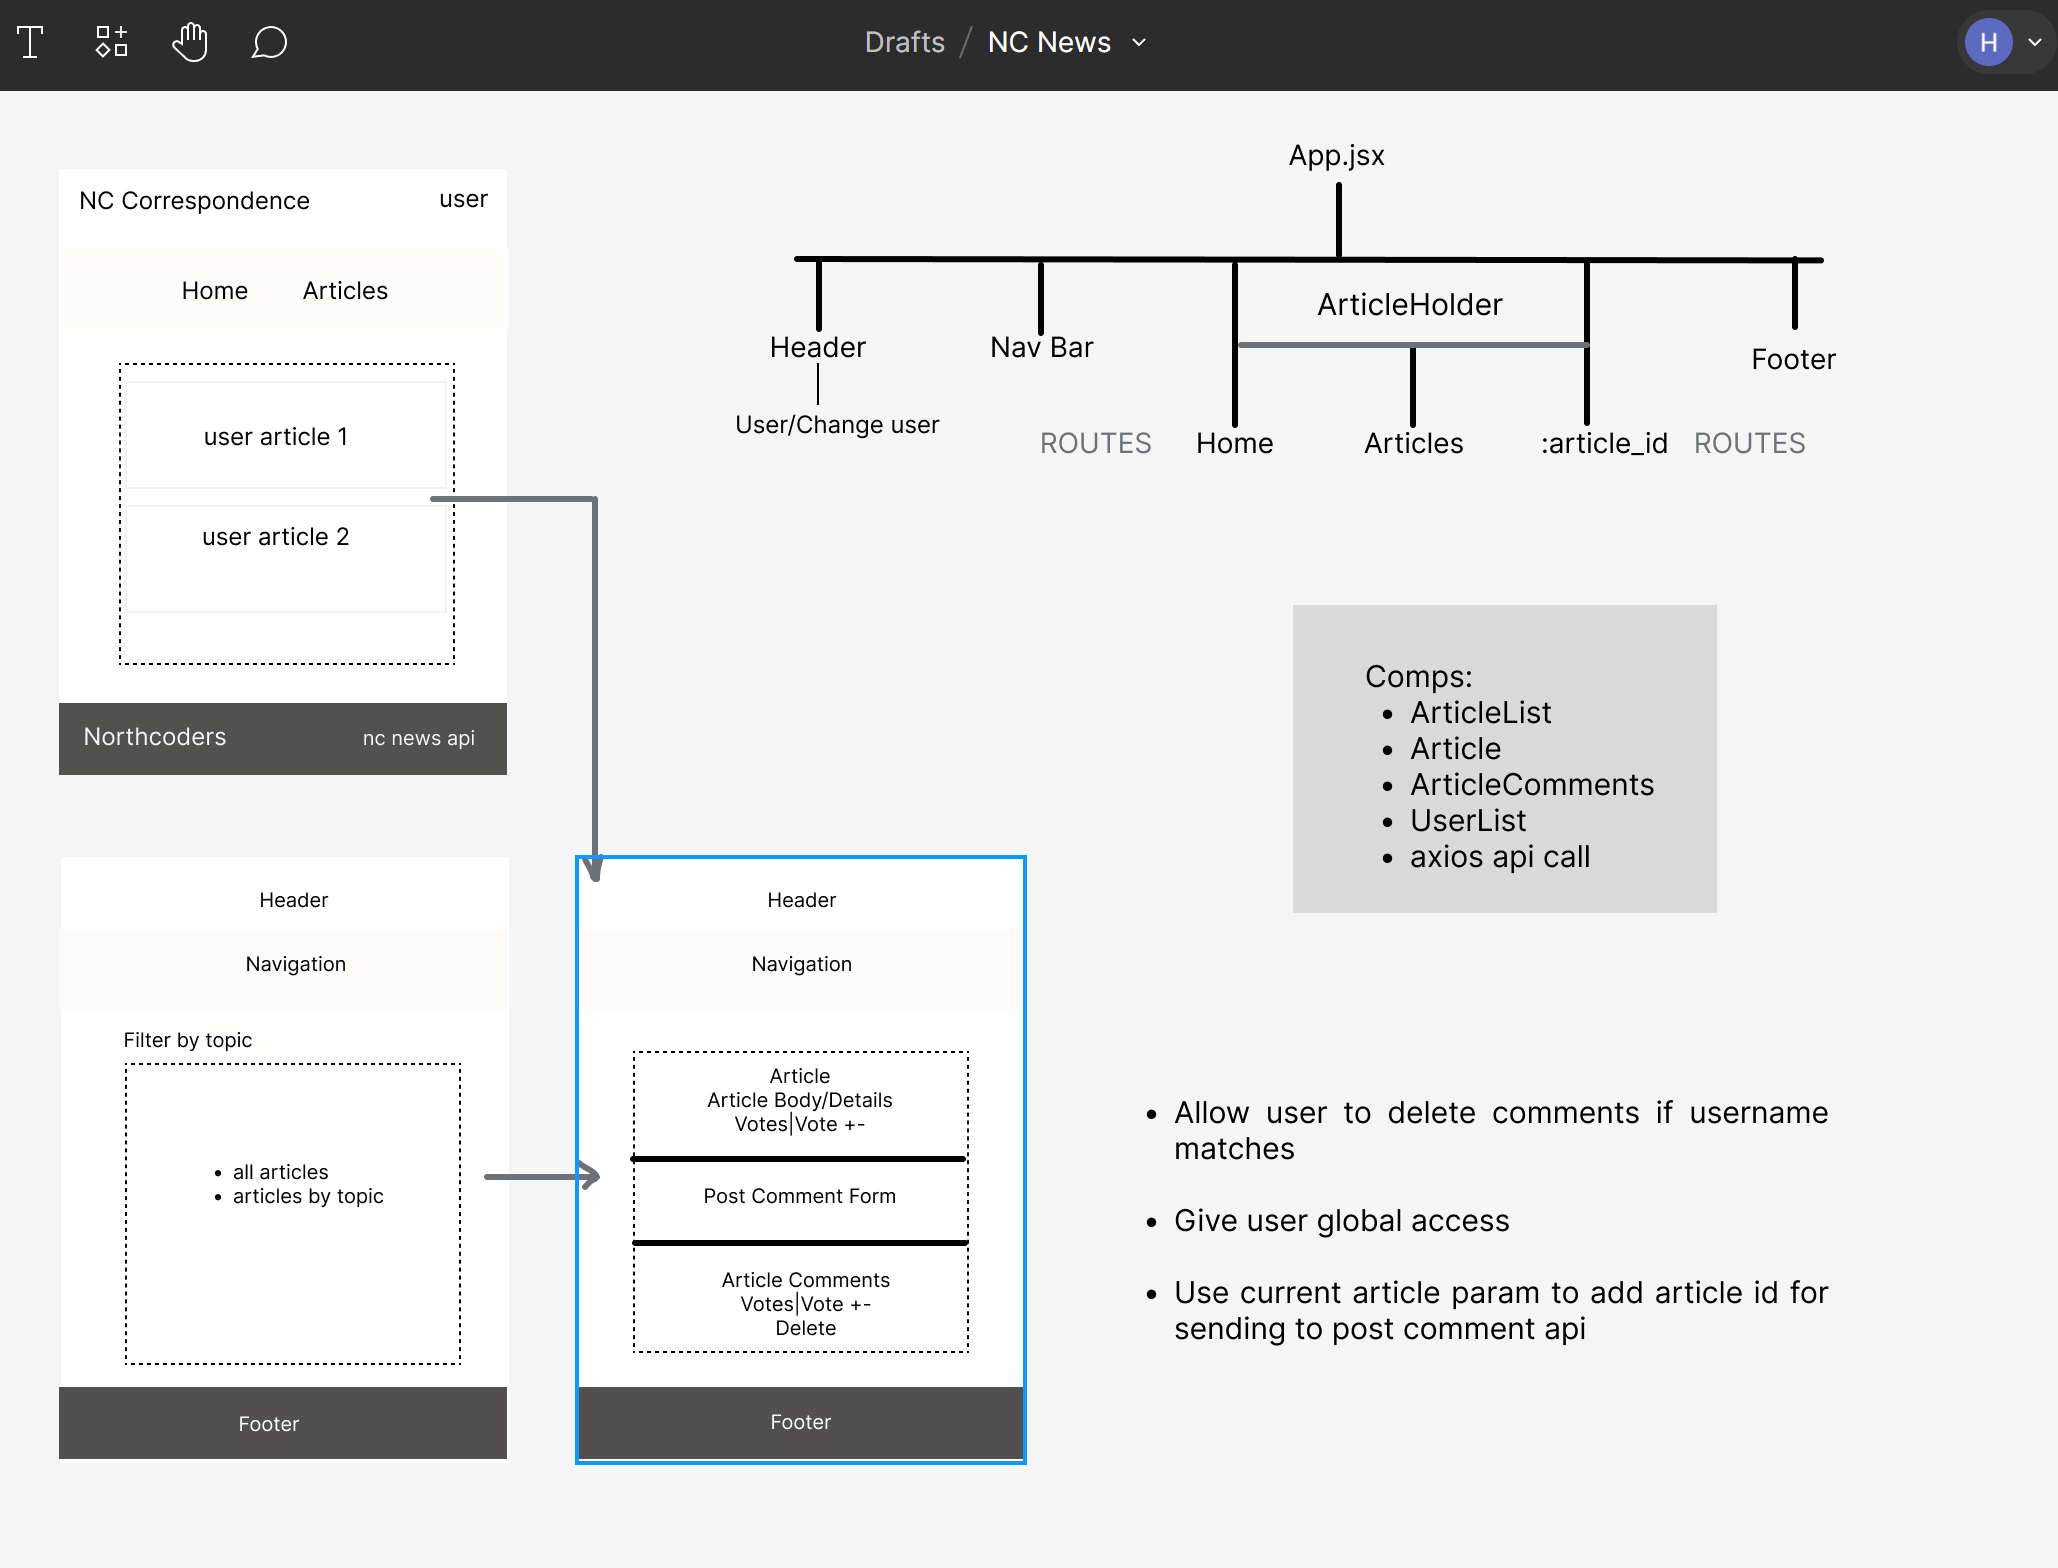 Drafts / NC News
H
NC Correspondence
user
Home
Articles
user article 1
user article 2
Northcoders
nc news api
App.jsx
ArticleHolder
Header
Nav Bar
Footer
User/Change user
ROUTES
Home
Articles
:article_id
ROUTES
Comps:
• ArticleList
• Article
• ArticleComments
• UserList
• axios api call
Header
Navigation
Filter by topic
• all articles
• articles by topic
Footer
Header
Navigation
Article
Article Body/Details
Votes|Vote +-
Post Comment Form
Article Comments
Votes|Vote +-
Delete
Footer
• Allow user to delete comments if username
matches
• Give user global access
• Use current article param to add article id for
sending to post comment api